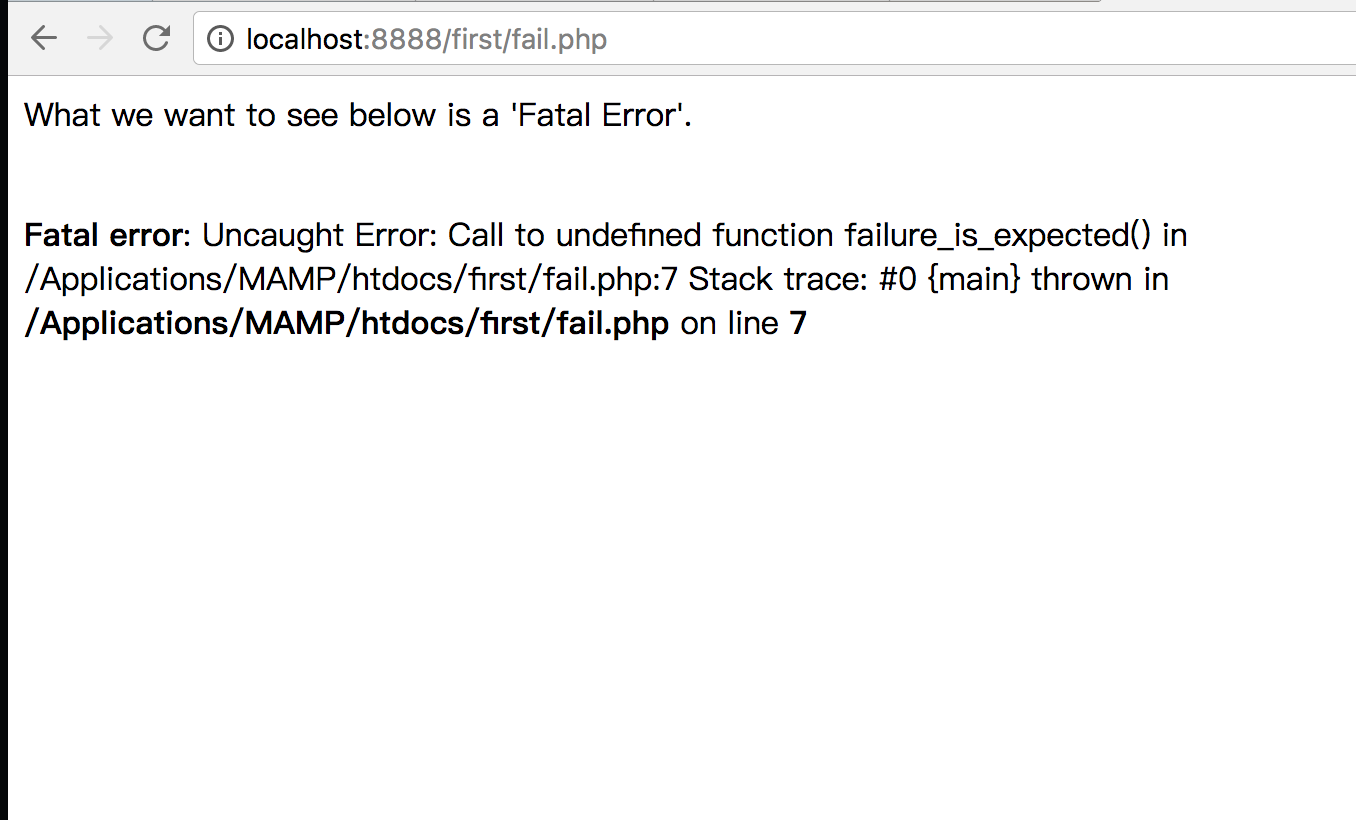 localhost:8888/first/fail.php
What we want to see below is a 'Fatal Error'.
Fatal error: Uncaught Error: Call to undefined function failure_is_expected() in
/Applications/MAMP/htdocs/first/fail.php:7 Stack trace: #0 {main} thrown in
/Applications/MAMP/htdocs/first/fail.php on line 7